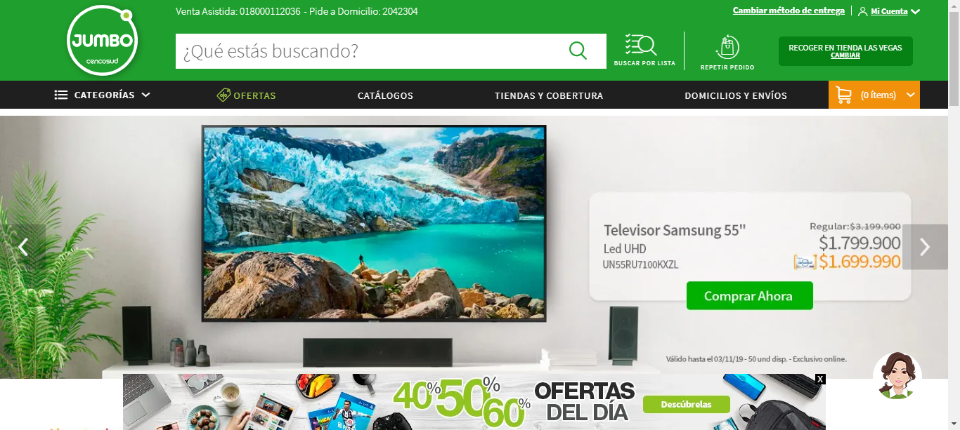 Venta Asistida: 018000112036 - Pide a Domicilio: 2042304
Cambiar método de entrega
Mi Cuenta
JUMBO
cencosud
¿Qué estás buscando?
BUSCAR POR LISTA
REPETIR PEDIDO
RECOGER EN TIENDA LAS VEGAS
CAMBIAR
CATEGORÍAS
OFERTAS
CATÁLOGOS
TIENDAS Y COBERTURA
DOMICILIOS Y ENVÍOS
(0 ítems)
Televisor Samsung 55"
Led UHD
UN55RU7100KXZL
Regular:$3.199.900
$1.799.900
$1.699.990
Comprar Ahora
Válido hasta el 03/11/19 - 50 und disp. - Exclusivo online.
X
40% 50% 60%
OFERTAS
DEL DÍA
Descúbrelas